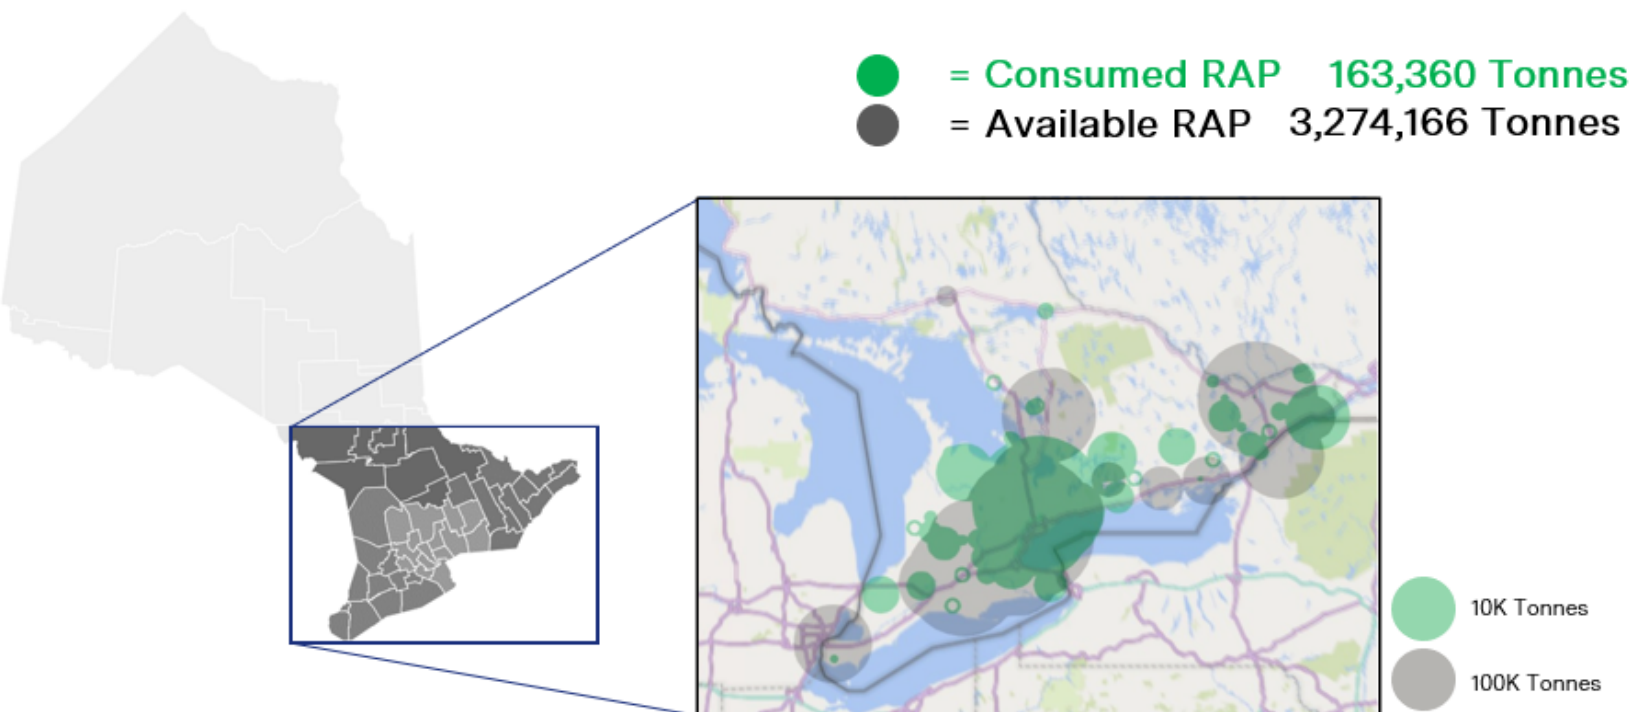 = Consumed RAP 163,360 Tonnes
= Available RAP 3,274,166 Tonnes
10K Tonnes
100K Tonnes